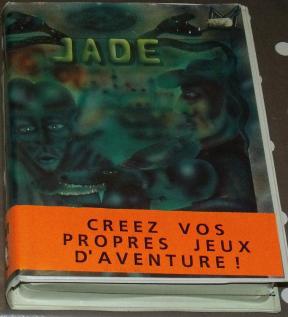 JADE
CREEZ VOS
PROPRES JEUX
D'AVENTURE !